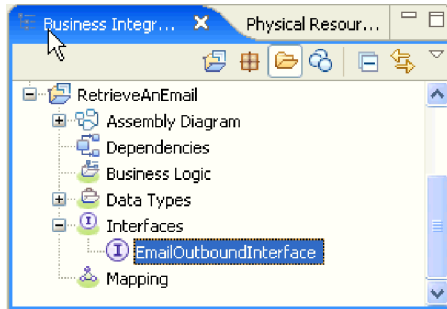 Business Integr... Physical Resour...
RetrieveAnEmail
Assembly Diagram
Dependencies
Business Logic
Data Types
Interfaces
EmailOutboundInterface
Mapping